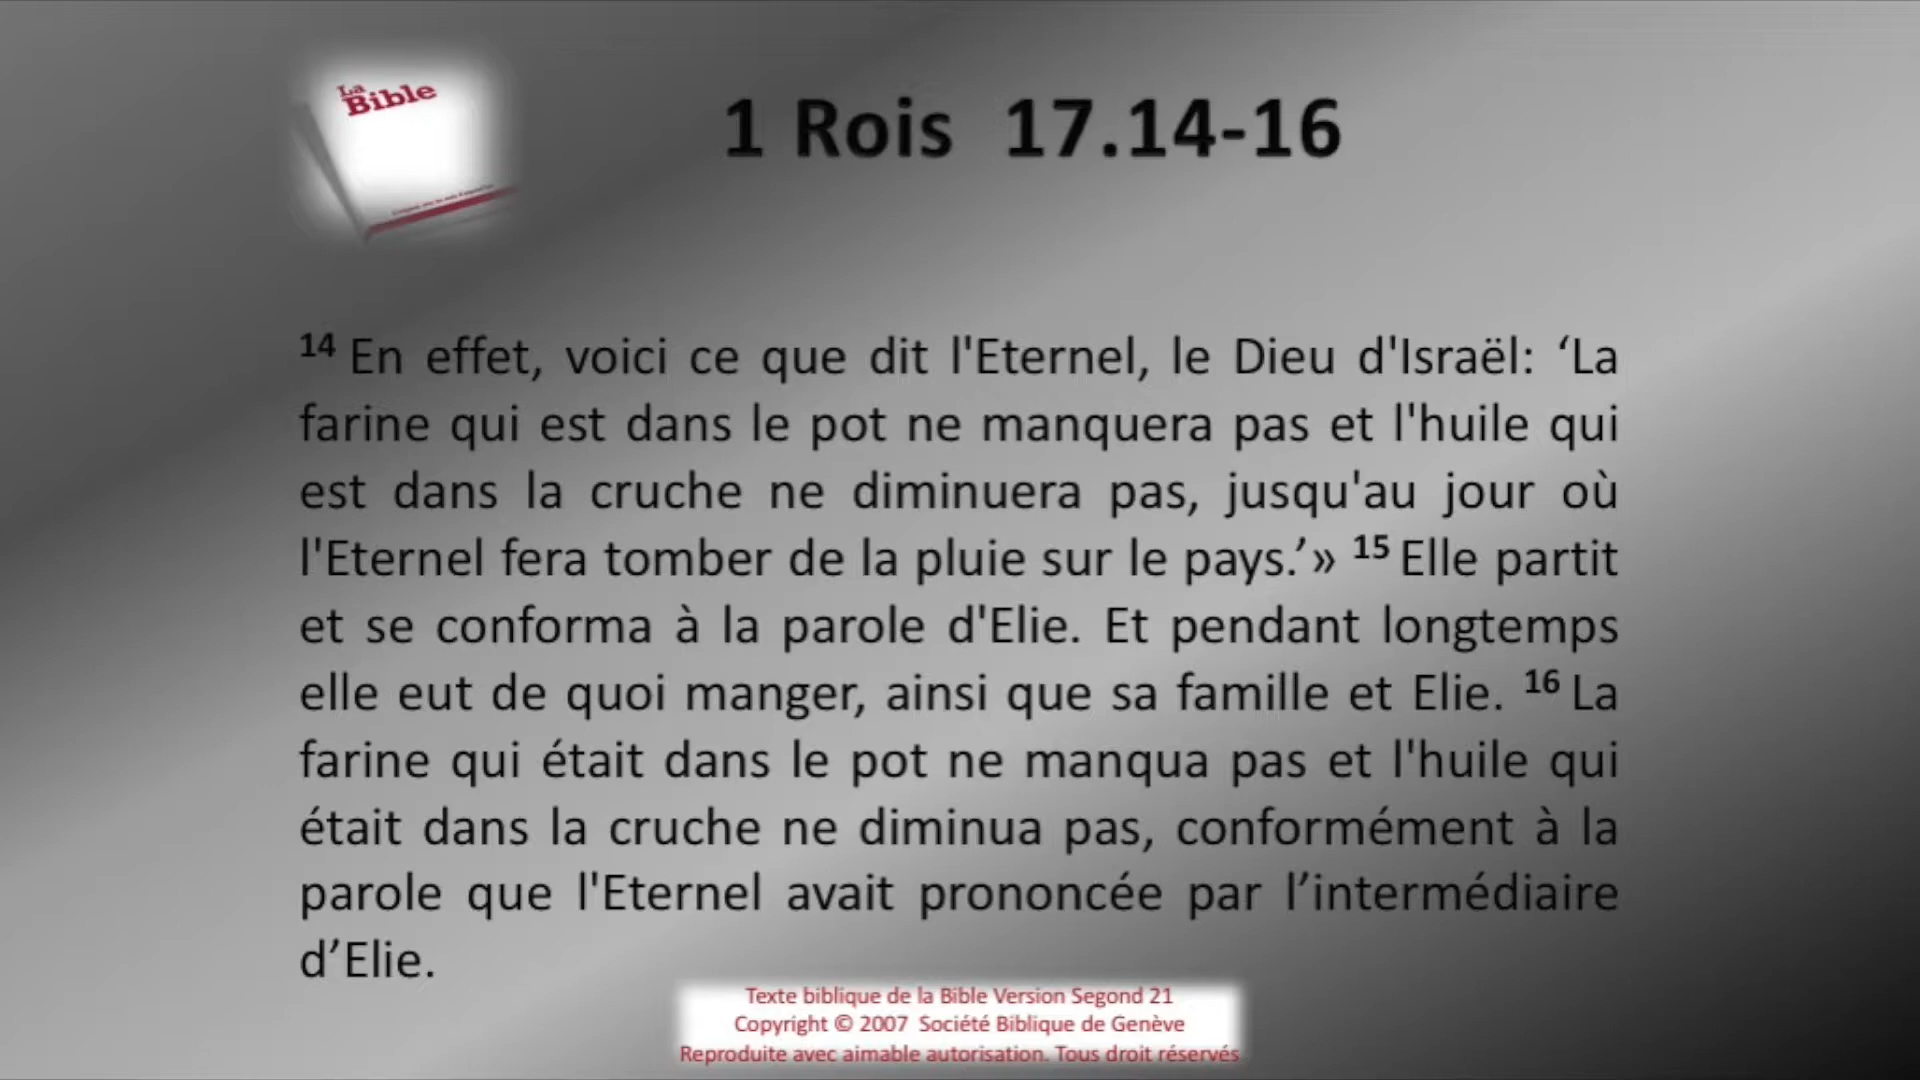 La
Bible
1 Rois 17.14-16
14 En effet, voici ce que dit l'Eternel, le Dieu d'Israël: ‘La
farine qui est dans le pot ne manquera pas et l'huile qui
est dans la cruche ne diminuera pas, jusqu'au jour où
l'Eternel fera tomber de la pluie sur le pays.’» 15 Elle partit
et se conforma à la parole d'Elie. Et pendant longtemps
elle eut de quoi manger, ainsi que sa famille et Elie. 16 La
farine qui était dans le pot ne manqua pas et l'huile qui
était dans la cruche ne diminua pas, conformément à la
parole que l'Eternel avait prononcée par l’intermédiaire
d’Elie.
Texte biblique de la Bible Version Segond 21
Copyright © 2007 Société Biblique de Genève
Reproduite avec aimable autorisation. Tous droit réservés